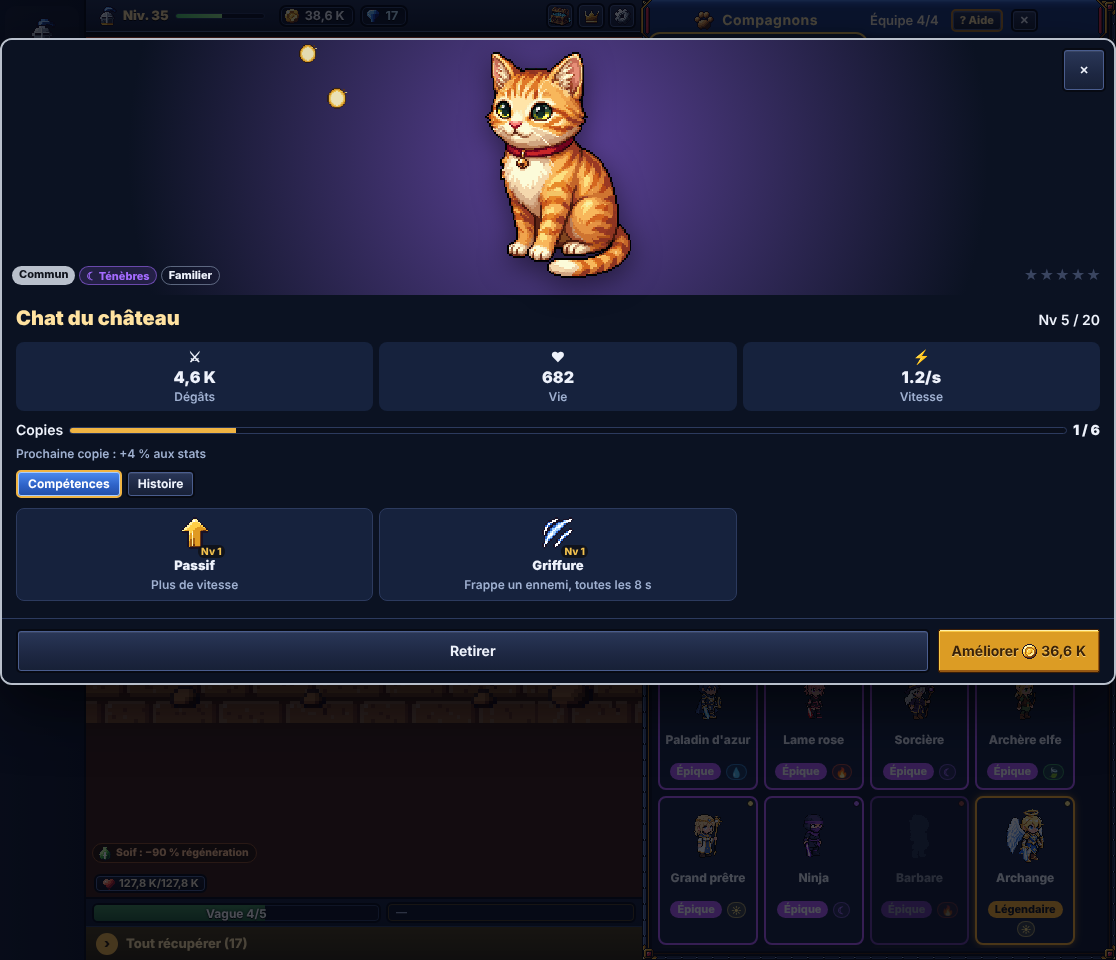 Niv. 35
38,6 K
17
Compagnons
Équipe 4/4
? Aide
×
×
Commun
Ténèbres
Familier
Chat du château
Nv 5 / 20
4,6 K
Dégâts
682
Vie
1.2/s
Vitesse
Copies
1 / 6
Prochaine copie : +4 % aux stats
Compétences
Histoire
Nv 1
Passif
Plus de vitesse
Nv 1
Griffure
Frappe un ennemi, toutes les 8 s
Retirer
Améliorer 36,6 K
Paladin d'azur
Lame rose
Sorcière
Archère elfe
Épique
Épique
Épique
Épique
Soif : −90 % régénération
127,8 K/127,8 K
Grand prêtre
Ninja
Barbare
Archange
Épique
Épique
Épique
Légendaire
Vague 4/5
—
Tout récupérer (17)